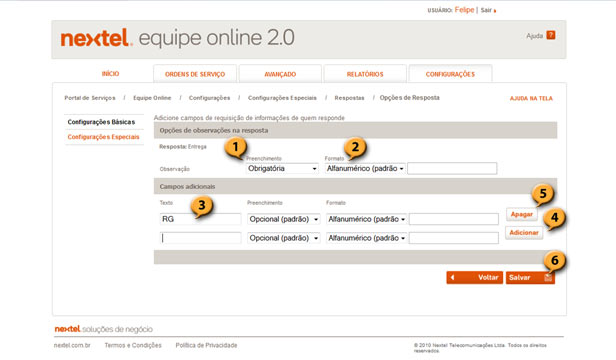 USUÁRIO: Felipe | Sair
nextel equipe online 2.0
Ajuda ?
INÍCIO ORDENS DE SERVIÇO AVANÇADO RELATÓRIOS CONFIGURAÇÕES
Portal de Serviços / Equipe Online / Configurações / Configurações Especiais / Respostas / Opções de Resposta AJUDA NA TELA
Configurações Básicas
Configurações Especiais
Adicione campos de requisição de informações de quem responde
Opções de observações na resposta
Resposta: Entrega
1 2
Preenchimento Formato
Observação Obrigatória Alfanumérico (padrão
Campos adicionais
3 5
Texto Preenchimento Formato
RG Opcional (padrão) Alfanumérico (padrão Apagar
4
Opcional (padrão) Alfanumérico (padrão Adicionar
6
Voltar Salvar
nextel soluções de negócio
nextel.com.br Termos e Condições Política de Privacidade
© 2010 Nextel Telecomunicações Ltda. Todos os direitos
reservados.